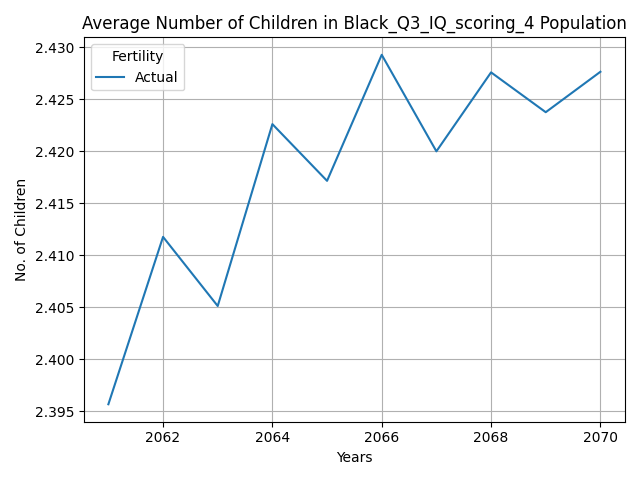 Average Number of Children in Black_Q3_IQ_scoring_4 Population
Fertility
Actual
2.430
2.425
2.420
2.415
2.410
2.405
2.400
2.395
No. of Children
2062 2064 2066 2068 2070
Years